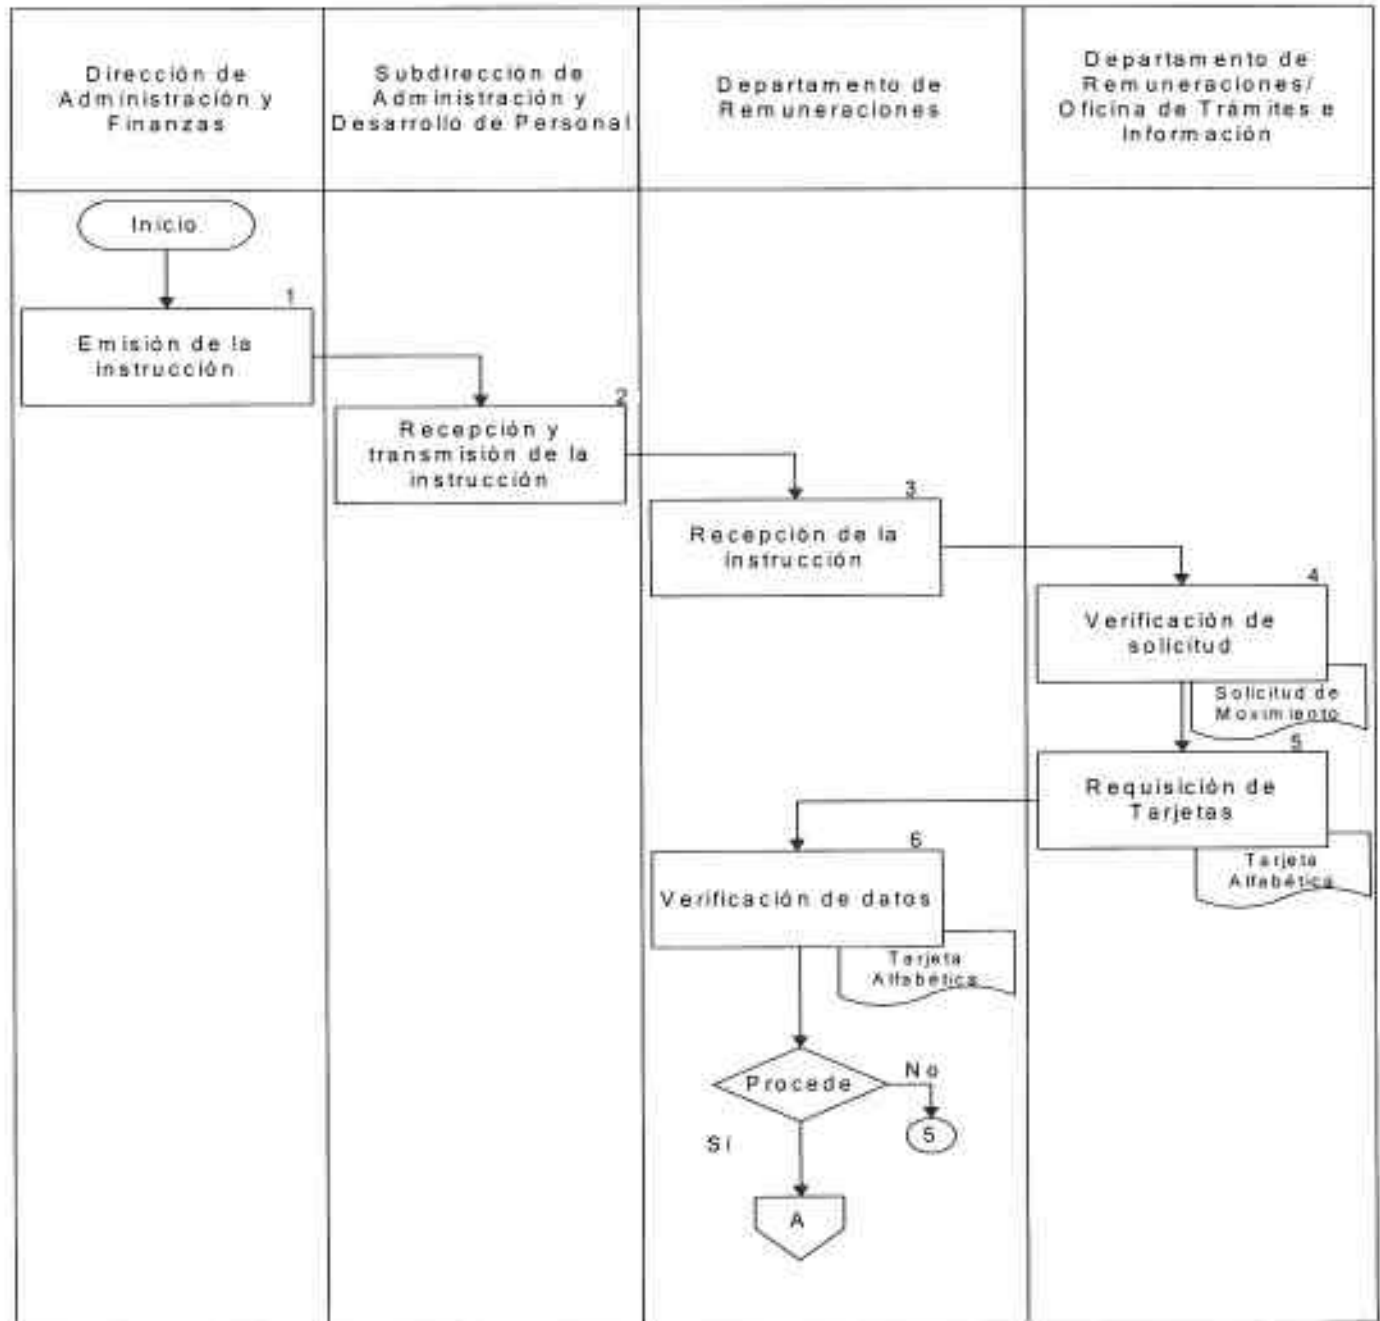 Dirección de
Administración y
Finanzas
Subdirección de
Administración y
Desarrollo de Personal
Departamento de
Remuneraciones
Departamento de
Remuneraciones/
Oficina de Trámites e
Información
Inicio
1
Emisión de la
instrucción
2
Recepción y
transmisión de la
instrucción
3
Recepción de la
instrucción
4
Verificación de
solicitud
Solicitud de
Movimiento
5
Requisición de
Tarjetas
Tarjeta
Alfabética
6
Verificación de datos
Tarjeta
Alfabética
Procede
No
5
Sí
A